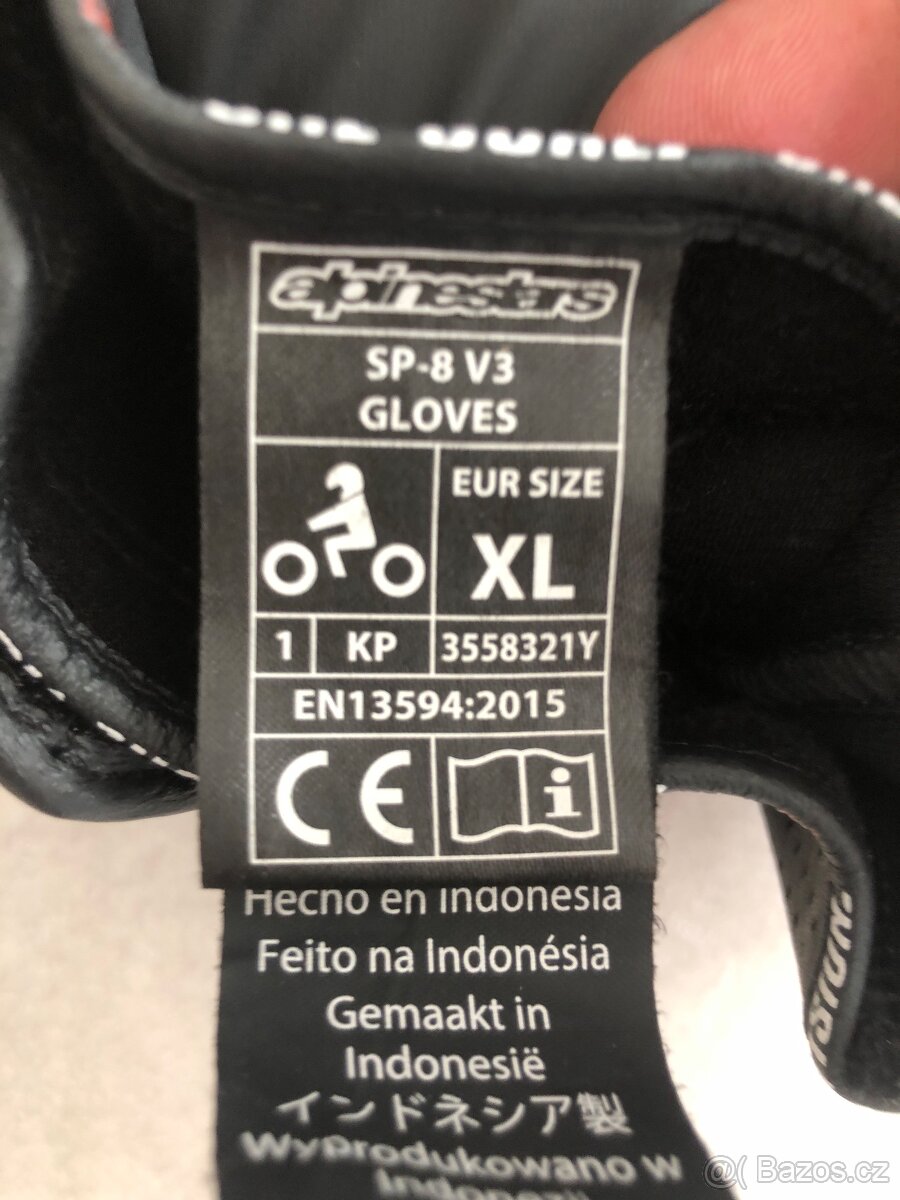 alpinestars
SP-8 V3
GLOVES
EUR SIZE
XL
1 KP 3558321Y
EN13594:2015
CE
i
Hecho en Indonesia
Feito na Indonésia
Gemaakt in
Indonesië
インドネシア製
Wyprodukowano w
Indonezji
@( Bazos.cz